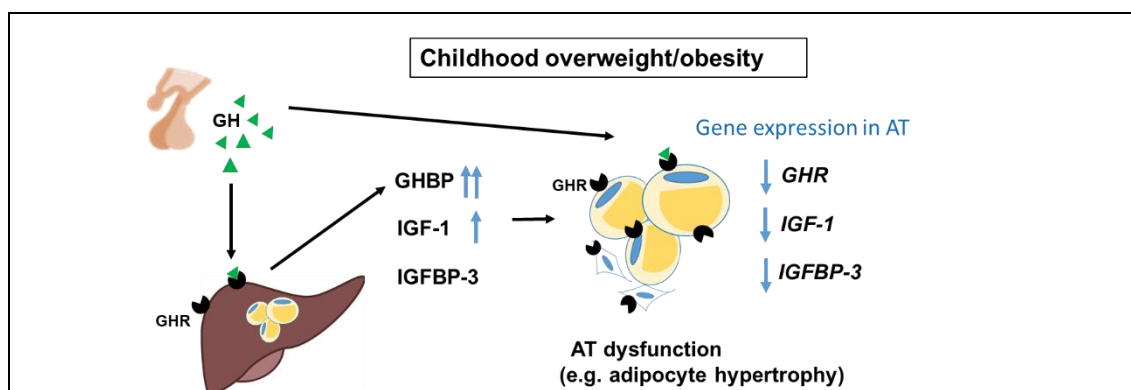 Childhood overweight/obesity
GH
Gene expression in AT
GHBP
GHR
GHR
IGF-1
IGF-1
IGFBP-3
IGFBP-3
GHR
AT dysfunction
(e.g. adipocyte hypertrophy)